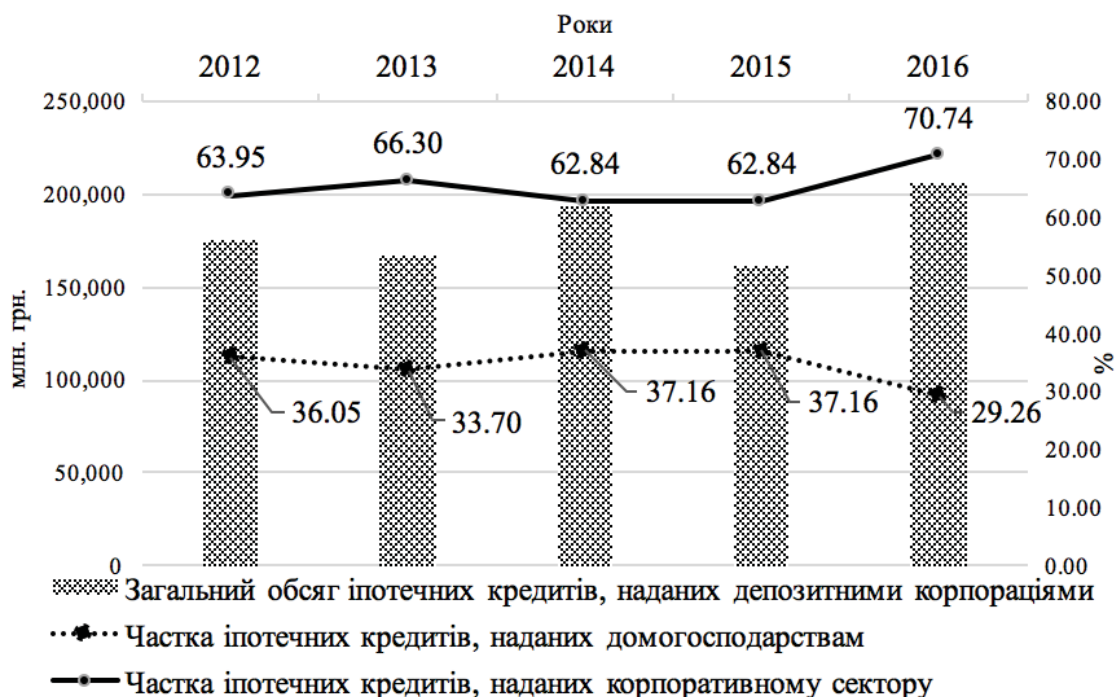 Роки
2012 2013 2014 2015 2016
250,000
200,000
150,000
100,000
50,000
0
млн. грн.
63.95 66.30 62.84 62.84 70.74
36.05 33.70 37.16 37.16 29.26
80.00
70.00
60.00
50.00
40.00
30.00
20.00
10.00
0.00
%
Загальний обсяг іпотечних кредитів, наданих депозитними корпораціями
Частка іпотечних кредитів, наданих домогосподарствам
Частка іпотечних кредитів, наданих корпоративному сектору